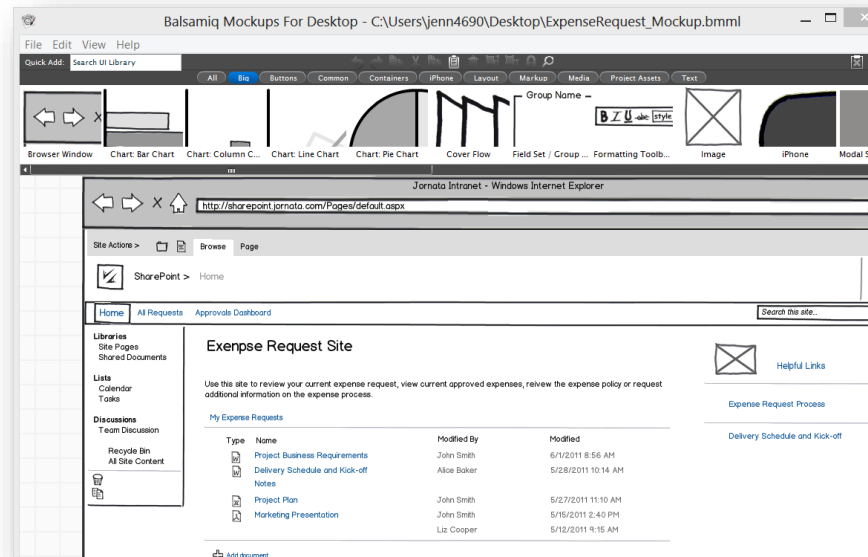 Balsamiq Mockups For Desktop - C:\Users\jenn4690\Desktop\ExpenseRequest_Mockup.bmml
File Edit View Help
Quick Add: Search UI Library
All Big Buttons Common Containers iPhone Layout Markup Media Project Assets Text
Group Name
B I U abc style
Browser Window Chart: Bar Chart Chart: Column C... Chart: Line Chart Chart: Pie Chart Cover Flow Field Set / Group ... Formatting Toolb... Image iPhone Modal S
Jornata Intranet - Windows Internet Explorer
http://sharepoint.jornata.com/Pages/default.aspx
Site Actions > Browse Page
SharePoint > Home
Home All Requests Approvals Dashboard Search this site...
Libraries
Site Pages
Shared Documents
Lists
Calendar
Tasks
Discussions
Team Discussion
Recycle Bin
All Site Content
Exenpse Request Site
Use this site to review your current expense request, view current approved expenses, reivew the expense policy or request
additional information on the expense process.
My Expense Requests
Type Name Modified By Modified
Project Business Requirements John Smith 6/1/2011 8:56 AM
Delivery Schedule and Kick-off Alice Baker 5/28/2011 10:14 AM
Notes
Project Plan John Smith 5/27/2011 11:10 AM
Marketing Presentation John Smith 5/15/2011 2:40 PM
Liz Cooper 5/12/2011 9:15 AM
Add document
Helpful Links
Expense Request Process
Delivery Schedule and Kick-off